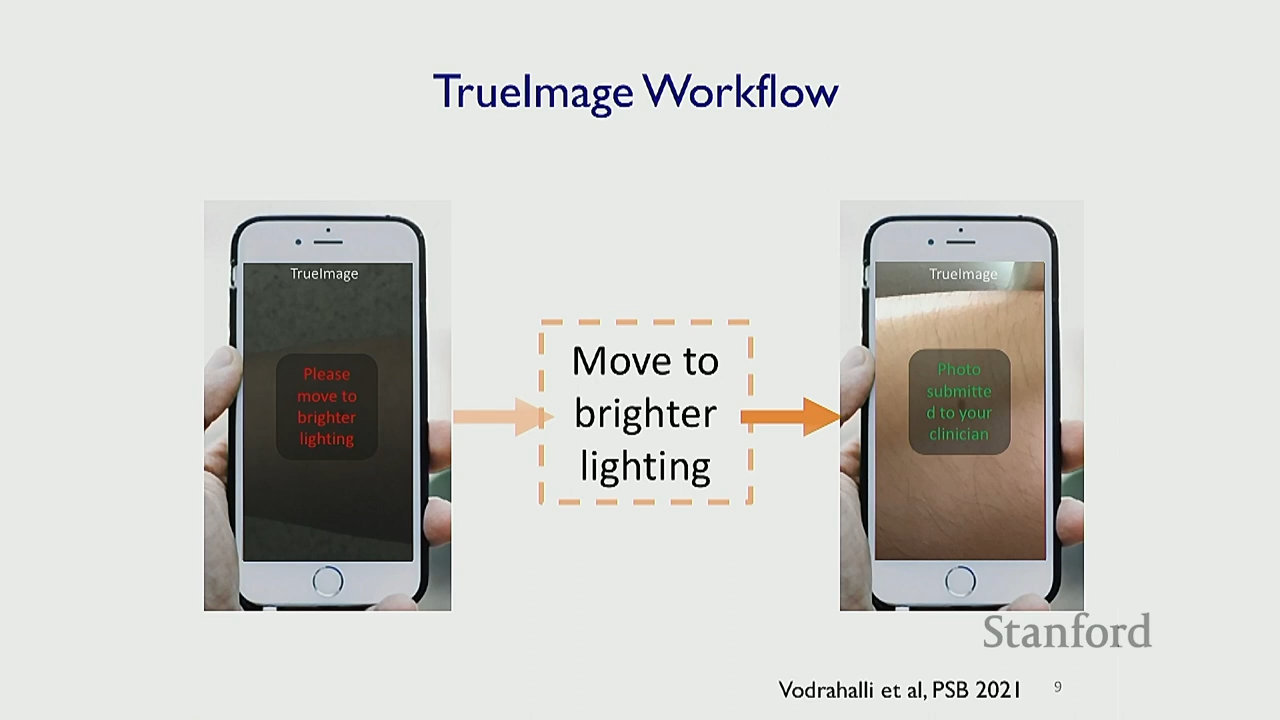 TrueImage Workflow
TrueImage
Please
move to
brighter
lighting
Move to
brighter
lighting
TrueImage
Photo
submitte
d to your
clinician
Stanford
Vodrahalli et al, PSB 2021
9